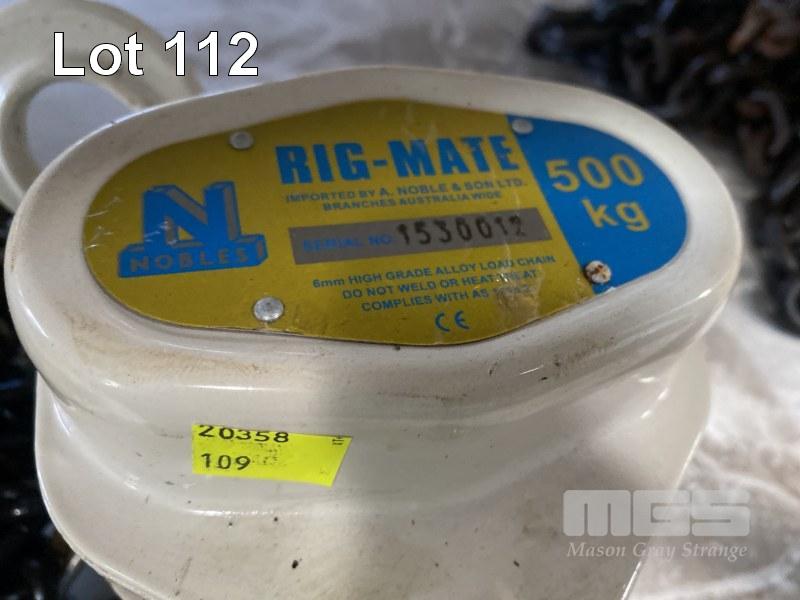 Lot 112
RIG-MATE
500
kg
IMPORTED BY A. NOBLE & SON LTD.
BRANCHES AUSTRALIA WIDE
N
NOBLES
SERIAL NO. 1530012
6mm HIGH GRADE ALLOY LOAD CHAIN
DO NOT WELD OR HEAT TREAT
COMPLIES WITH AS
CE
20358
109
MGS
Mason Gray Strange